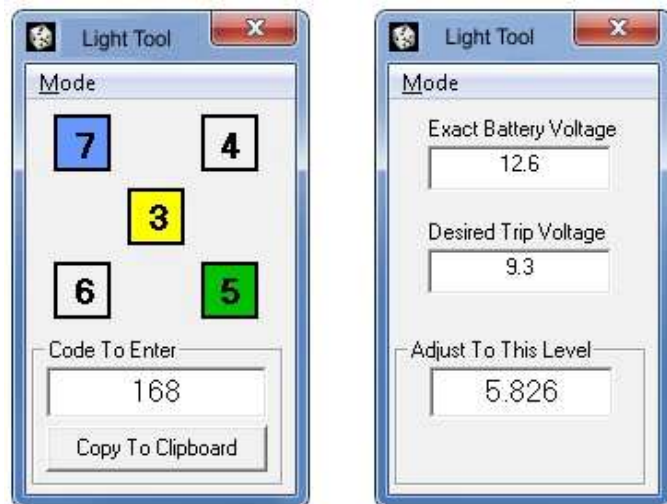 Light Tool
Mode
7
4
3
6
5
Code To Enter
168
Copy To Clipboard
Light Tool
Mode
Exact Battery Voltage
12.6
Desired Trip Voltage
9.3
Adjust To This Level
5.826